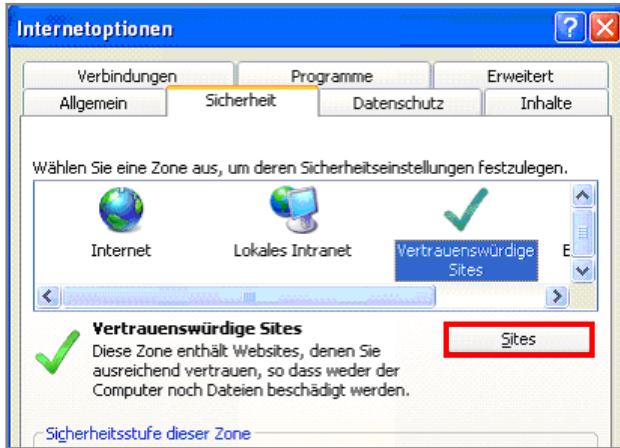 Internetoptionen
Verbindungen Programme Erweitert
Allgemein Sicherheit Datenschutz Inhalte
Wählen Sie eine Zone aus, um deren Sicherheitseinstellungen festzulegen.
Internet Lokales Intranet Vertrauenswürdige E
Sites
Vertrauenswürdige Sites Sites
Diese Zone enthält Websites, denen Sie
ausreichend vertrauen, so dass weder der
Computer noch Dateien beschädigt werden.
Sicherheitsstufe dieser Zone